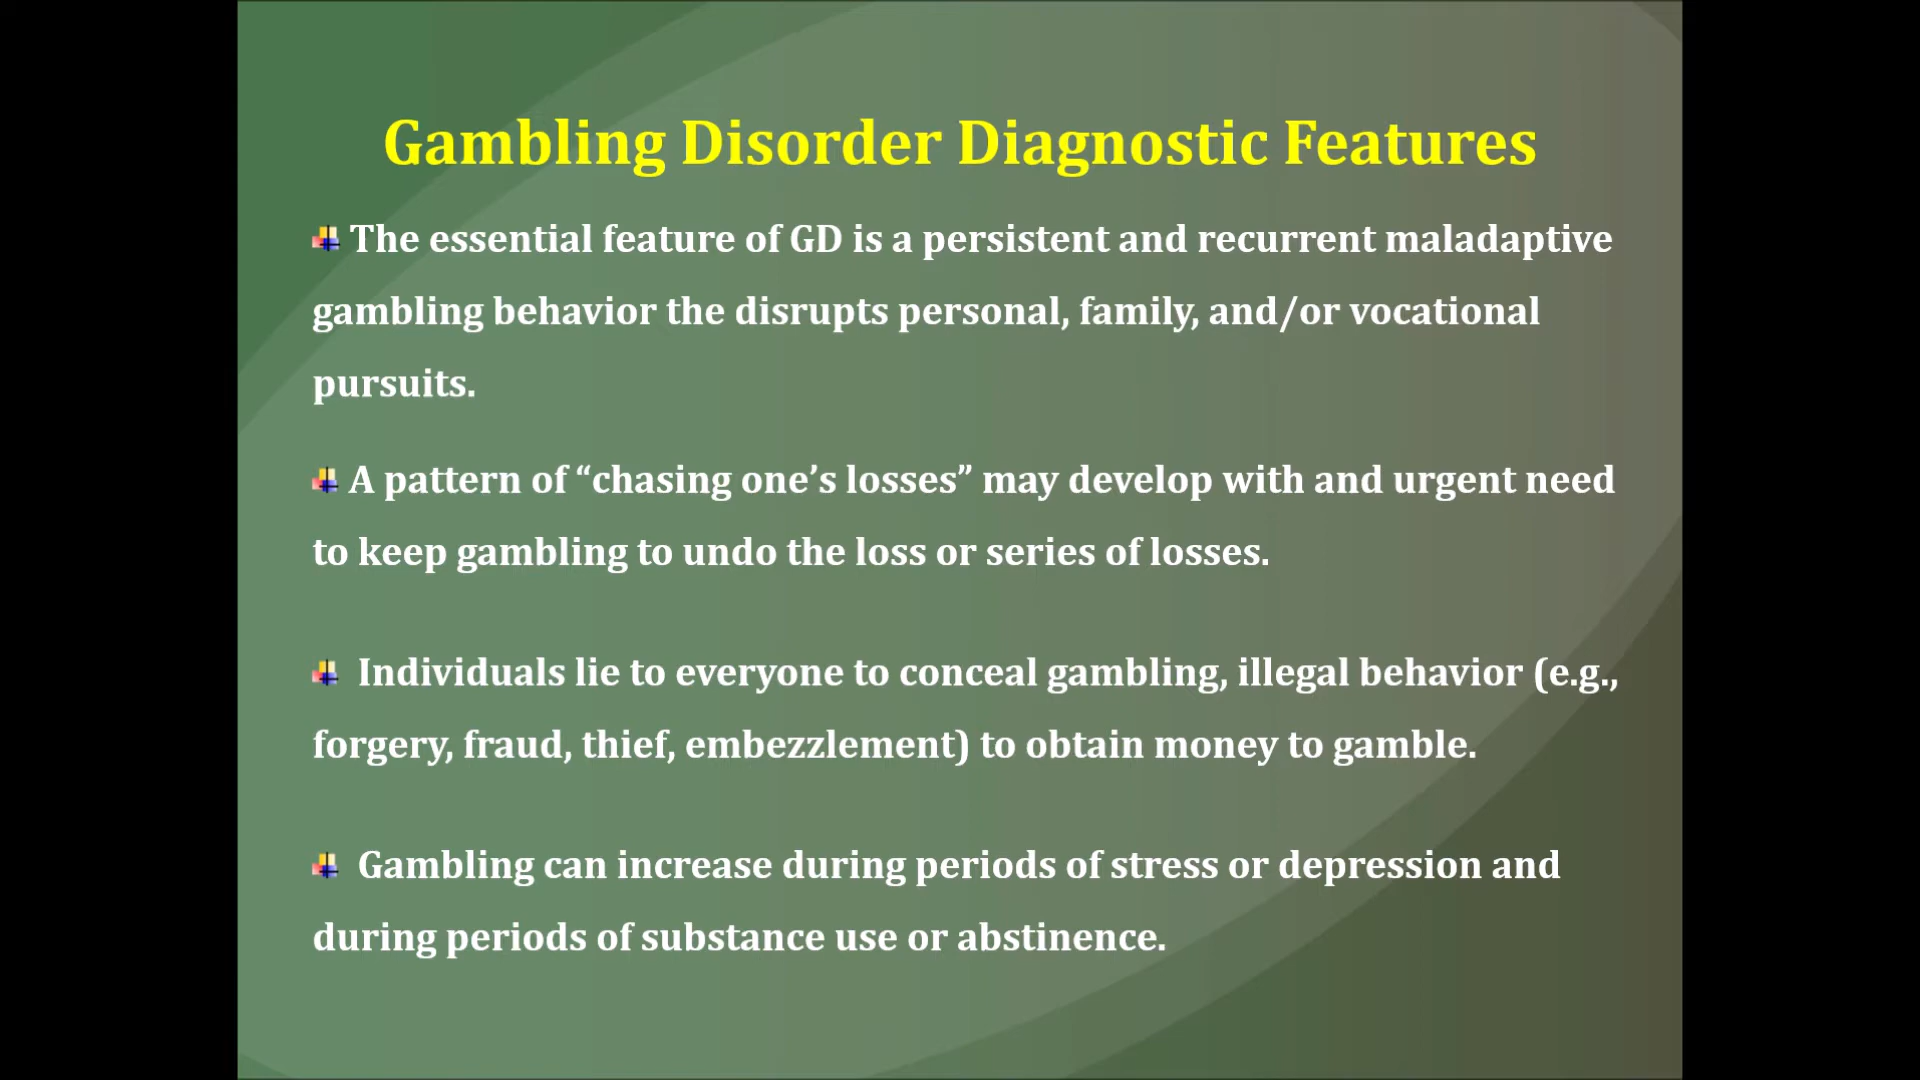 Gambling Disorder Diagnostic Features
The essential feature of GD is a persistent and recurrent maladaptive
gambling behavior the disrupts personal, family, and/or vocational
pursuits.
A pattern of “chasing one’s losses” may develop with and urgent need
to keep gambling to undo the loss or series of losses.
Individuals lie to everyone to conceal gambling, illegal behavior (e.g.,
forgery, fraud, thief, embezzlement) to obtain money to gamble.
Gambling can increase during periods of stress or depression and
during periods of substance use or abstinence.